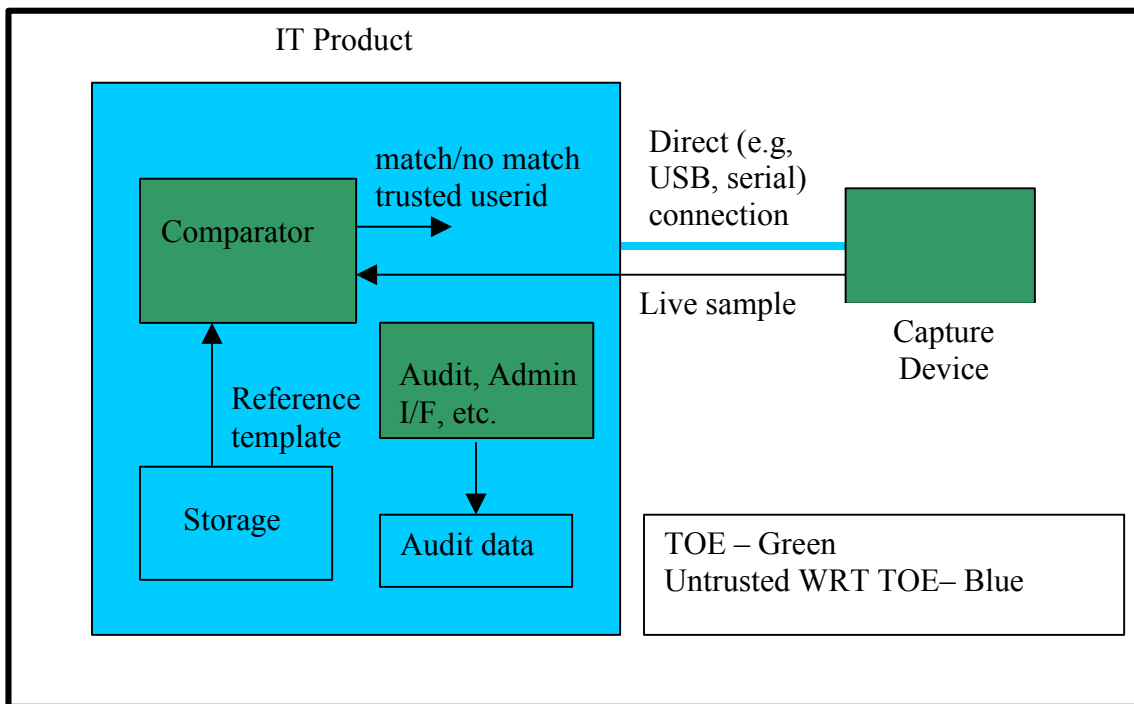 IT Product
match/no match
trusted userid
Comparator
Direct (e.g,
USB, serial)
connection
Live sample
Capture
Device
Audit, Admin
I/F, etc.
Reference
template
Storage
Audit data
TOE – Green
Untrusted WRT TOE– Blue